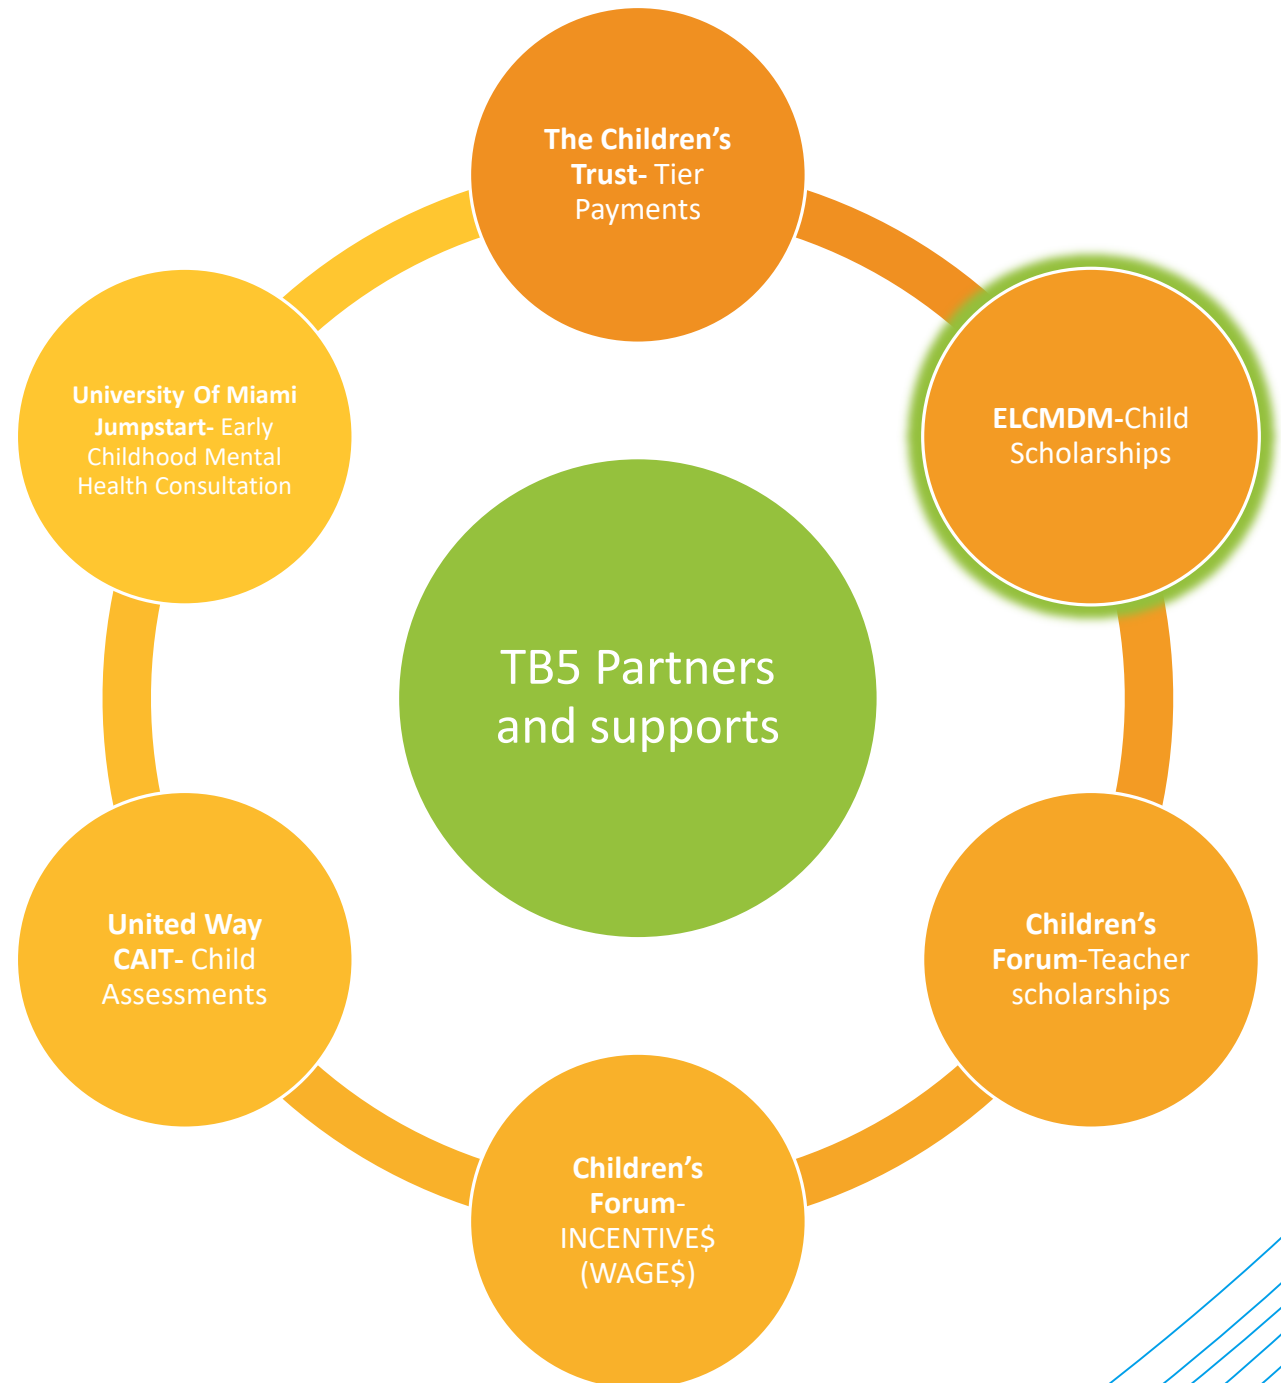 The Children’s
Trust- Tier
Payments
ELCMDM-Child
Scholarships
Children’s
Forum-Teacher
scholarships
Children’s
Forum-
INCENTIVE$
(WAGE$)
United Way
CAIT- Child
Assessments
University Of Miami
Jumpstart- Early
Childhood Mental
Health Consultation
TB5 Partners
and supports